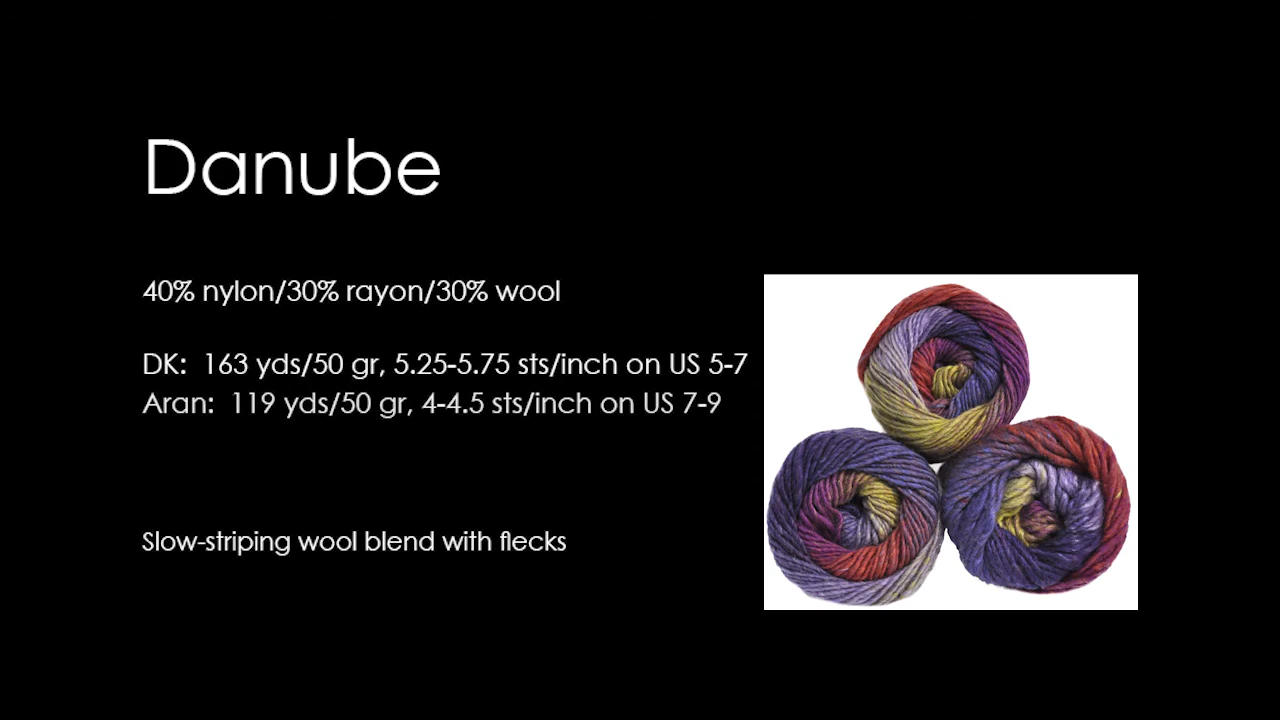 Danube
40% nylon/30% rayon/30% wool
DK:  163 yds/50 gr, 5.25-5.75 sts/inch on US 5-7
Aran:  119 yds/50 gr, 4-4.5 sts/inch on US 7-9
Slow-striping wool blend with flecks